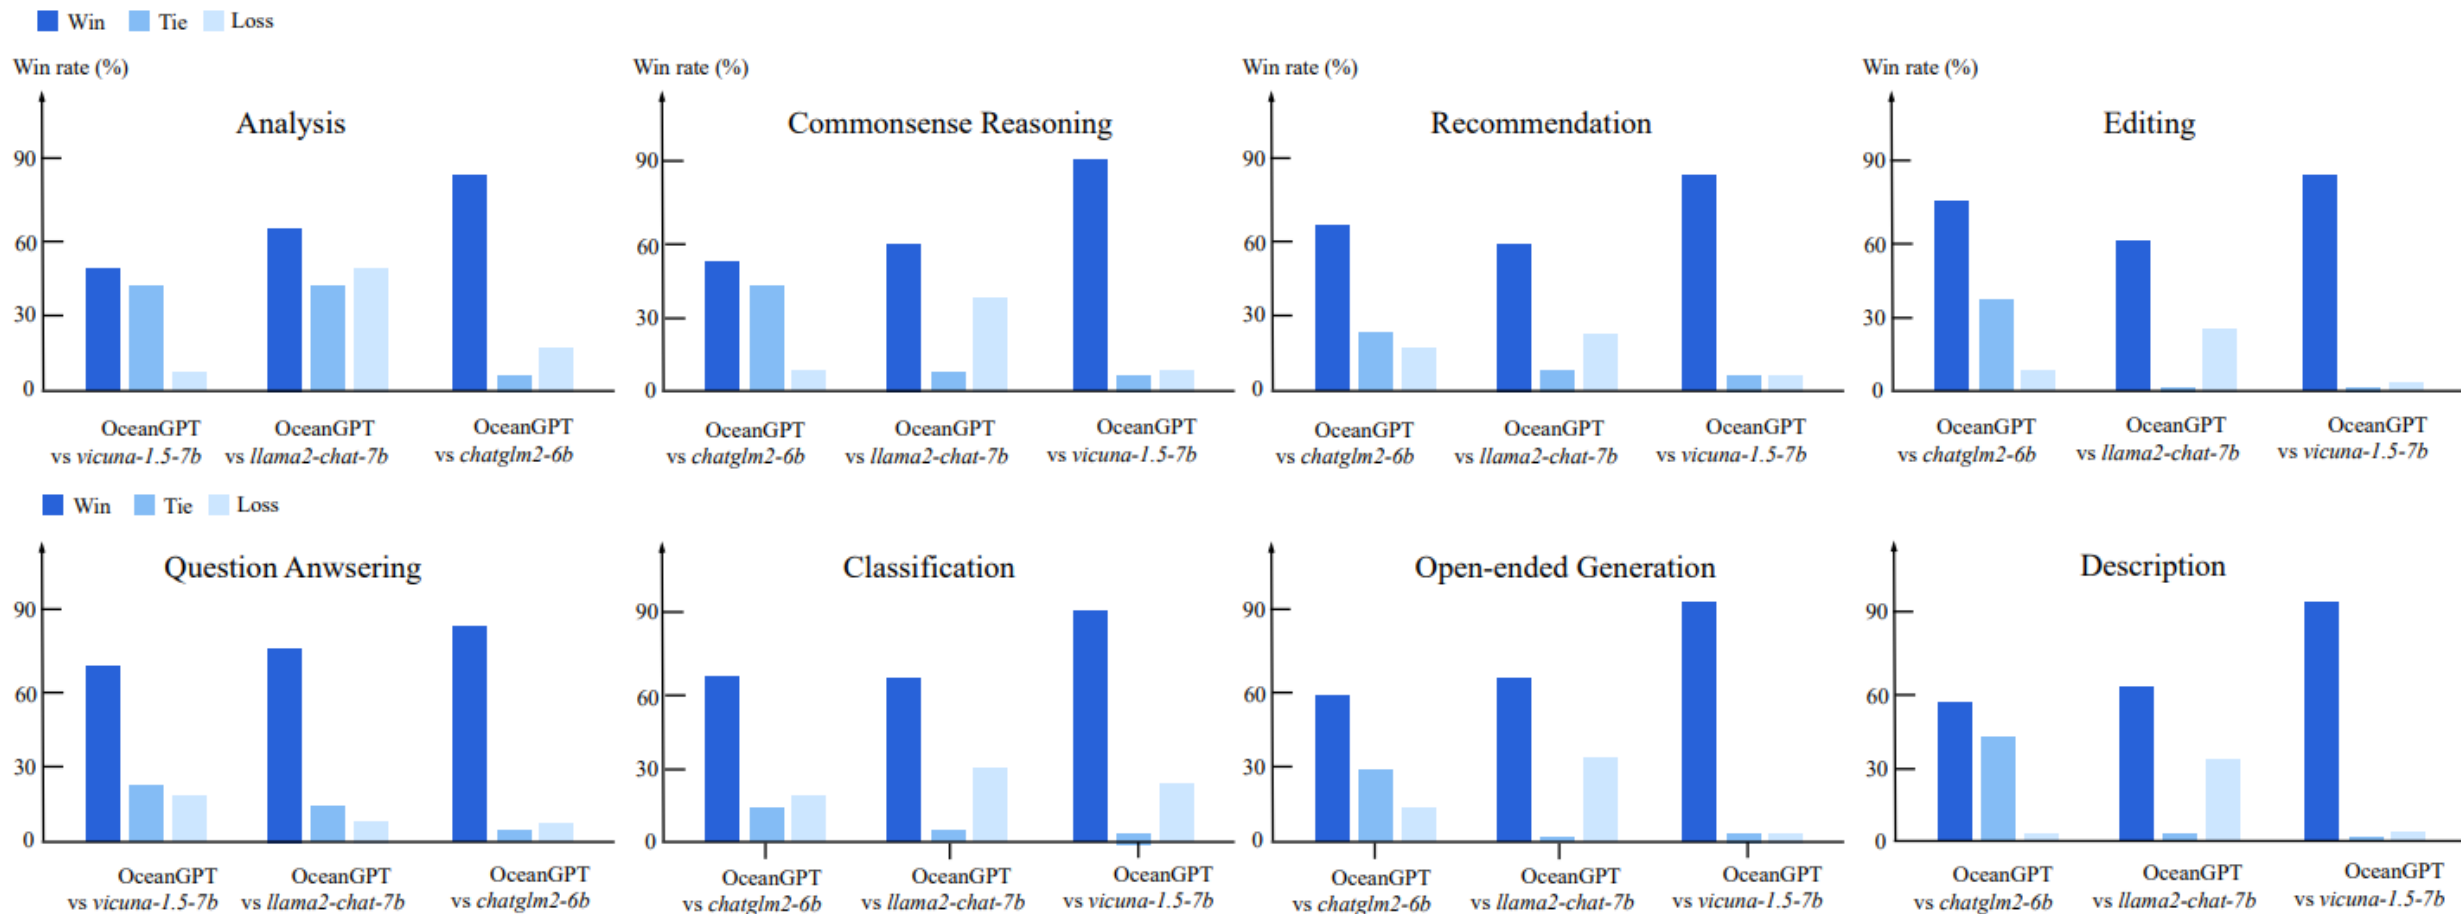 Win Tie Loss
Win rate (%) Win rate (%) Win rate (%) Win rate (%)
Analysis Commonsense Reasoning Recommendation Editing
90 90 90 90
60 60 60 60
30 30 30 30
0 0 0 0
OceanGPT OceanGPT OceanGPT OceanGPT OceanGPT OceanGPT OceanGPT OceanGPT OceanGPT OceanGPT OceanGPT OceanGPT
vs vicuna-1.5-7b vs llama2-chat-7b vs chatglm2-6b vs chatglm2-6b vs llama2-chat-7b vs vicuna-1.5-7b vs chatglm2-6b vs llama2-chat-7b vs vicuna-1.5-7b vs chatglm2-6b vs llama2-chat-7b vs vicuna-1.5-7b
Win Tie Loss
Question Anwsering Classification Open-ended Generation Description
90 90 90 90
60 60 60 60
30 30 30 30
0 0 0 0
OceanGPT OceanGPT OceanGPT OceanGPT OceanGPT OceanGPT OceanGPT OceanGPT OceanGPT OceanGPT OceanGPT OceanGPT
vs vicuna-1.5-7b vs llama2-chat-7b vs chatglm2-6b vs chatglm2-6b vs llama2-chat-7b vs vicuna-1.5-7b vs chatglm2-6b vs llama2-chat-7b vs vicuna-1.5-7b vs chatglm2-6b vs llama2-chat-7b vs vicuna-1.5-7b